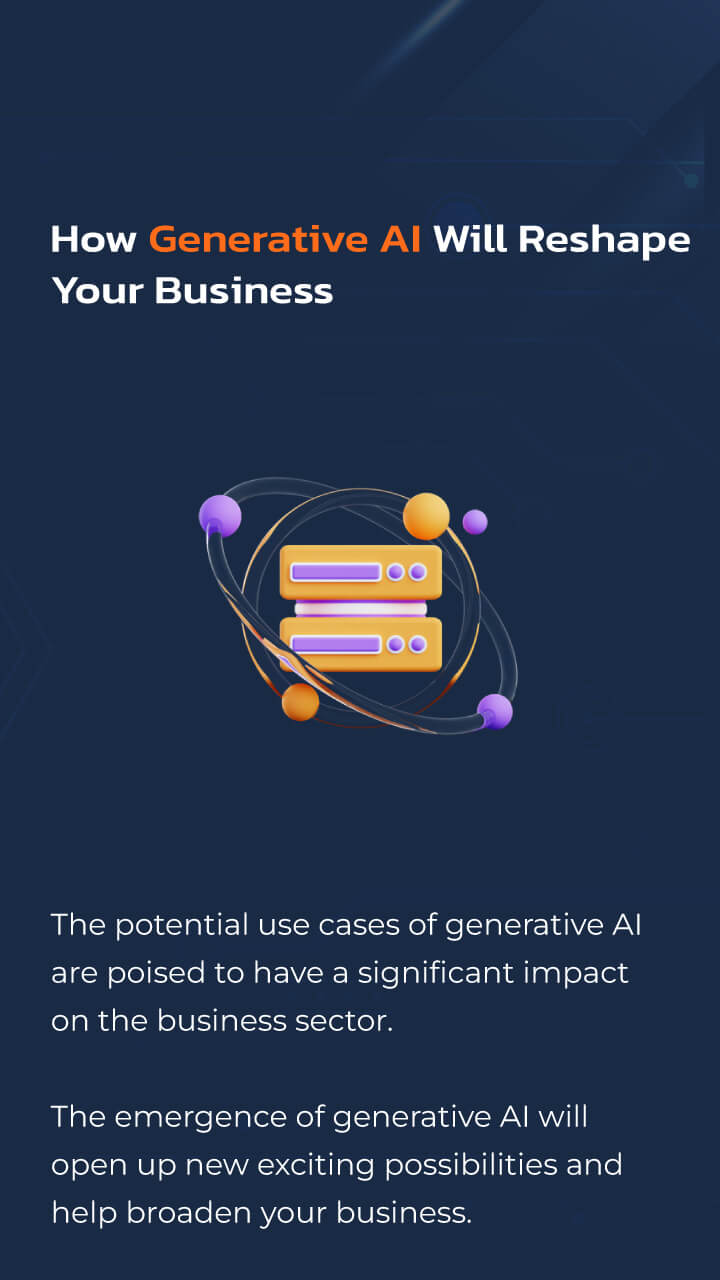 How Generative AI Will Reshape
Your Business
The potential use cases of generative AI
are poised to have a significant impact
on the business sector.
The emergence of generative AI will
open up new exciting possibilities and
help broaden your business.